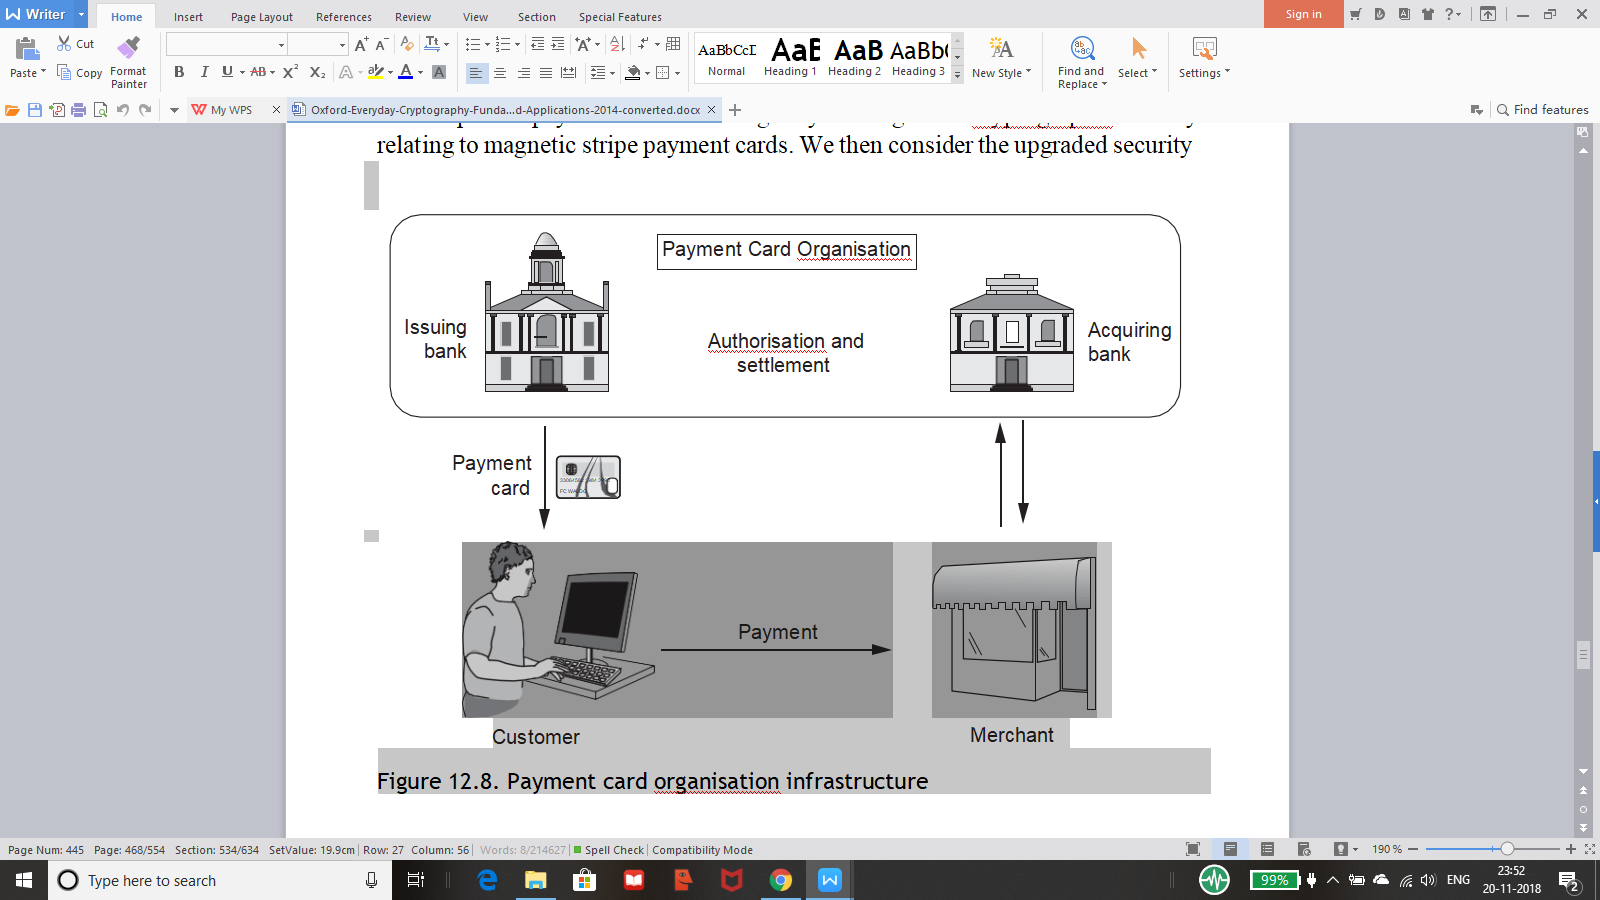 Writer
Home
Insert
Page Layout
References
Review
View
Section
Special Features
Sign in
Paste
Cut
Copy
Format
Painter
AaBbCcI
Normal
AaE
Heading 1
AaB
Heading 2
AaBb(
Heading 3
New Style
Find and
Replace
Select
Settings
My WPS
Oxford-Everyday-Cryptography-Funda...d-Applications-2014-converted.docx
Find features
relating to magnetic stripe payment cards. We then consider the upgraded security
Payment Card Organisation
Issuing
bank
Authorisation and
settlement
Acquiring
bank
Payment
card
Payment
Customer
Merchant
Figure 12.8. Payment card organisation infrastructure
Page Num: 445 Page: 468/554 Section: 534/634 SetValue: 19.9cm Row: 27 Column: 56 Words: 8/214627 Spell Check Compatibility Mode
190 %
Type here to search
99%
ENG
23:52
20-11-2018
2